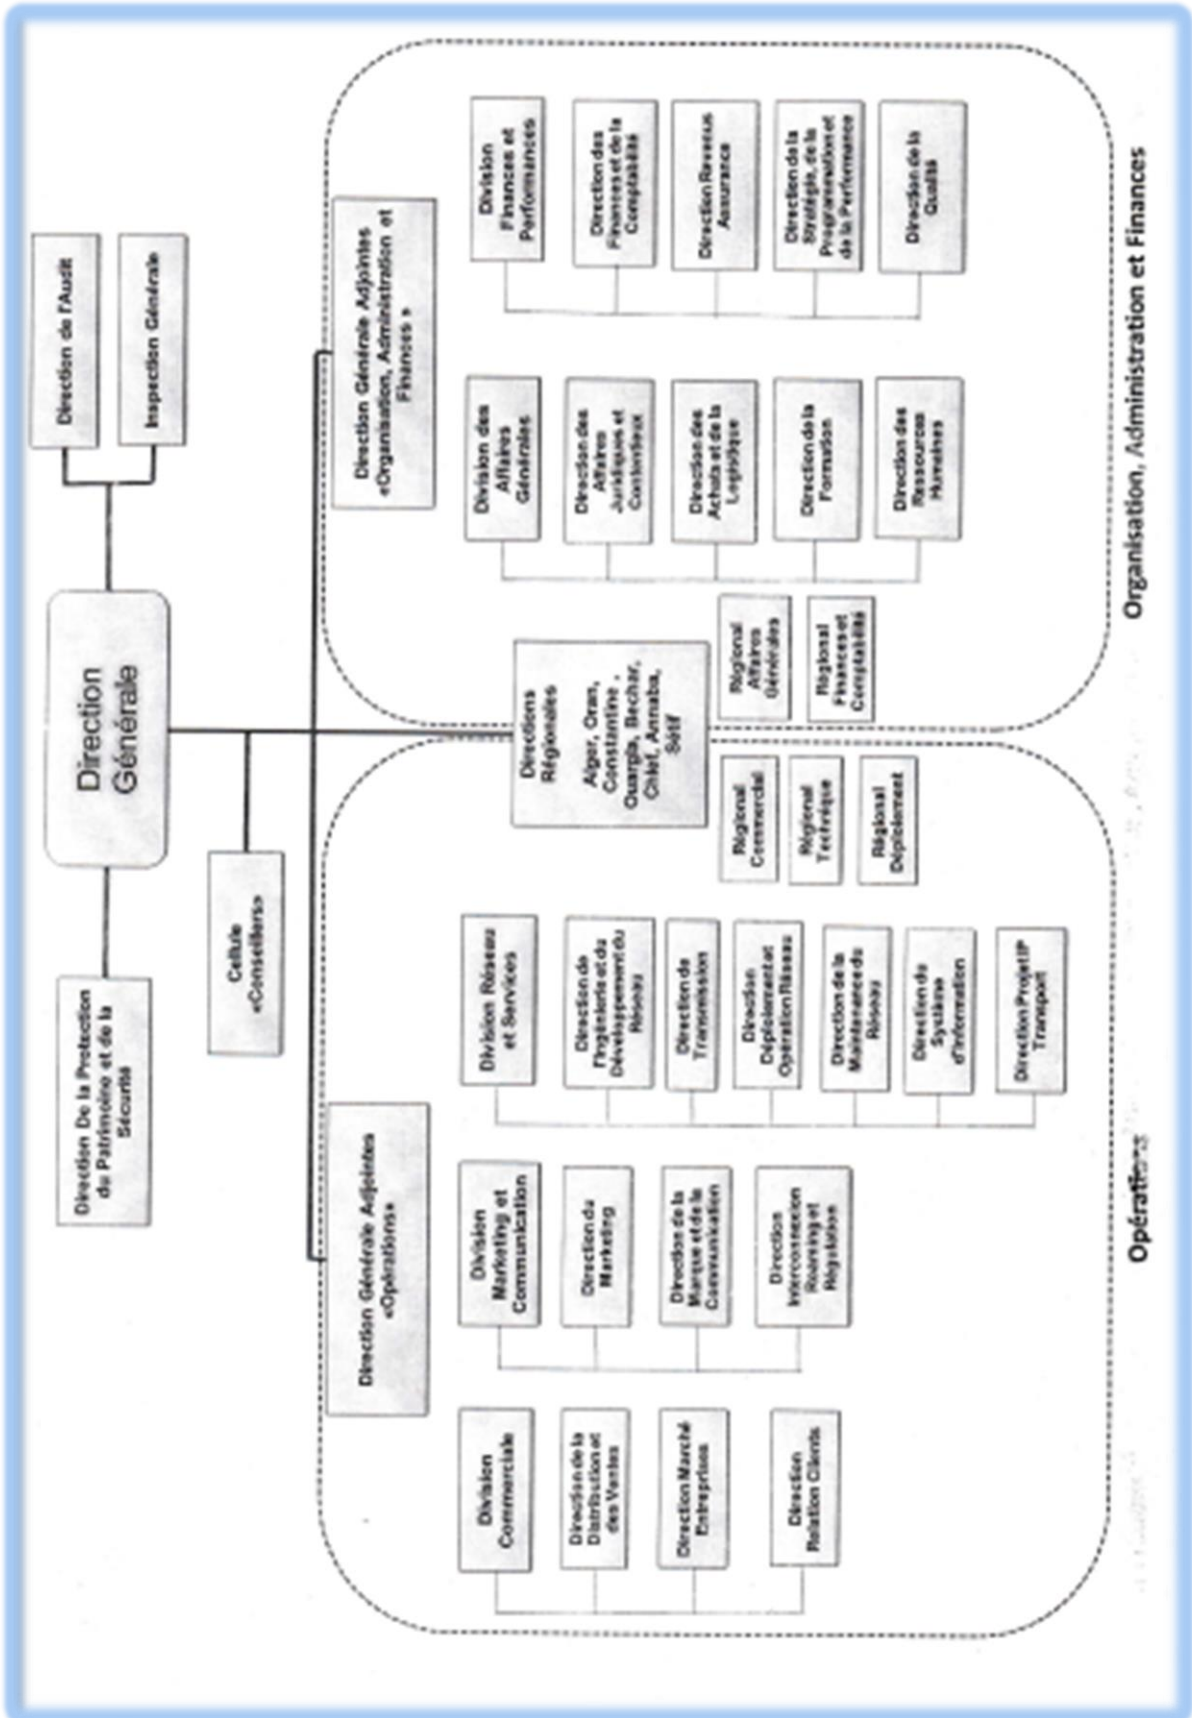 Direction de l'Audit
Inspection Générale
Direction
Générale
Direction De la Protection
du Patrimoine et de la
Sécurité
Cellule
«Conseillers»
Direction Générale Adjointes
«Opérations»
Direction Générale Adjointes
«Organisation, Administration et
Finances »
Division
Commerciale
Direction de la
Distribution et
des Ventes
Direction Marché
Entreprises
Direction
Relation Clients
Division
Marketing et
Communication
Direction du
Marketing
Direction de la
Marque et de la
Communication
Direction
Interconnexion
Roaming et
Régulation
Division Réseau
et Services
Direction de
l'Ingénierie et du
Développement du
Réseau
Direction de
Transmission
Direction
Déploiement et
Opération Réseau
Direction de la
Maintenance du
Réseau
Direction du
Système
d'Information
Direction Projet IP
Transport
Directions
Régionales
Alger, Oran,
Constantine ,
Ouargla, Bechar,
Chlef, Annaba,
Sétif
Régional
Commercial
Régional
Technique
Régional
Déploiement
Régional
Affaires
Générales
Régional
Finances et
Comptabilité
Division des
Affaires
Générales
Direction des
Affaires
Juridiques et
Contentieux
Direction des
Achats et de la
Logistique
Direction de la
Formation
Direction des
Ressources
Humaines
Division
Finances et
Performances
Direction des
Finances et de la
Comptabilité
Direction Revenus
Assurance
Direction de la
Stratégie, de la
Programmation et
de la Performance
Direction de la
Qualité
Opérations
Organisation, Administration et Finances